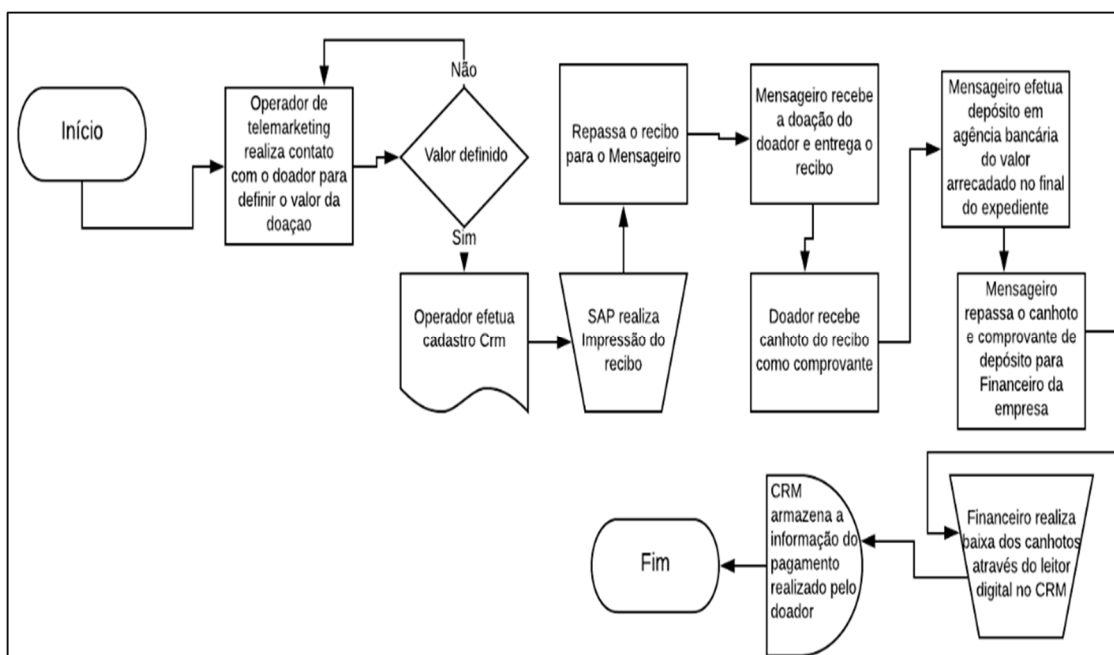 Início
Operador de
telemarketing
realiza contato
com o doador para
definir o valor da
doaçao
Não
Valor definido
Sim
Operador efetua
cadastro Crm
SAP realiza
Impressão do
recibo
Repassa o recibo
para o Mensageiro
Mensageiro recebe
a doação do
doador e entrega o
recibo
Doador recebe
canhoto do recibo
como comprovante
Mensageiro efetua
depósito em
agência bancária
do valor
arrecadado no final
do expediente
Mensageiro
repassa o canhoto
e comprovante de
depósito para
Financeiro da
empresa
Financeiro realiza
baixa dos canhotos
através do leitor
digital no CRM
CRM
armazena a
informação do
pagamento
realizado pelo
doador
Fim